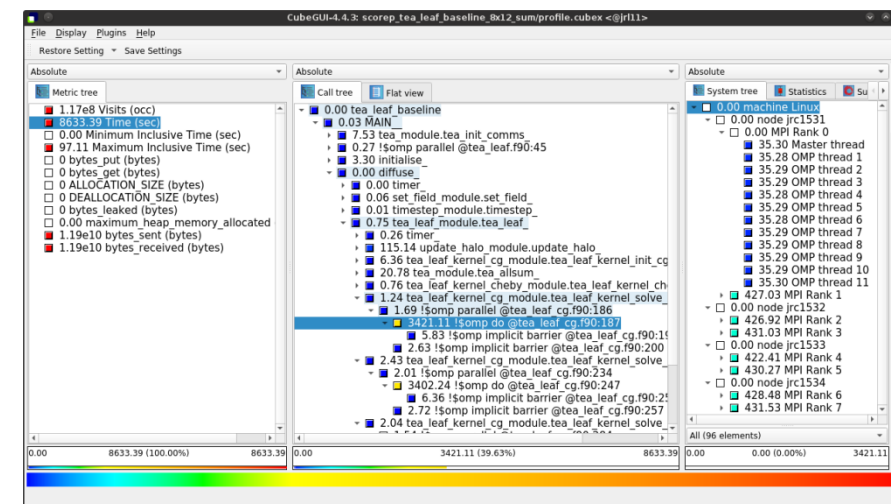 CubeGUI-4.4.3: scorep_tea_leaf_baseline_8x12_sum/profile.cubex <@jrl11>
File Display Plugins Help
Restore Setting Save Settings
Absolute
Metric tree
1.17e8 Visits (occ)
8633.39 Time (sec)
0.00 Minimum Inclusive Time (sec)
97.11 Maximum Inclusive Time (sec)
0 bytes_put (bytes)
0 bytes_get (bytes)
0 ALLOCATION_SIZE (bytes)
0 DEALLOCATION_SIZE (bytes)
0 bytes_leaked (bytes)
0.00 maximum_heap_memory_allocated
1.19e10 bytes_sent (bytes)
1.19e10 bytes_received (bytes)
0.00 8633.39 (100.00%) 8633.39
Absolute
Call tree Flat view
0.00 tea_leaf_baseline
0.03 MAIN__
7.53 tea_module.tea_init_comms_
0.27 !$omp parallel @tea_leaf.f90:45
3.30 initialise_
0.00 diffuse_
0.00 timer_
0.06 set_field_module.set_field_
0.01 timestep_module.timestep_
0.75 tea_leaf_module.tea_leaf_
0.26 timer_
115.14 update_halo_module.update_halo_
6.36 tea_leaf_kernel_cg_module.tea_leaf_kernel_init_cg
20.78 tea_module.tea_allsum_
0.76 tea_leaf_kernel_cheby_module.tea_leaf_kernel_ch
1.24 tea_leaf_kernel_cg_module.tea_leaf_kernel_solve_
1.69 !$omp parallel @tea_leaf_cg.f90:186
3421.11 !$omp do @tea_leaf_cg.f90:187
5.83 !$omp implicit barrier @tea_leaf_cg.f90:19
2.63 !$omp implicit barrier @tea_leaf_cg.f90:200
2.43 tea_leaf_kernel_cg_module.tea_leaf_kernel_solve_
2.01 !$omp parallel @tea_leaf_cg.f90:234
3402.24 !$omp do @tea_leaf_cg.f90:247
6.36 !$omp implicit barrier @tea_leaf_cg.f90:25
2.72 !$omp implicit barrier @tea_leaf_cg.f90:257
2.04 tea_leaf_kernel_cg_module.tea_leaf_kernel_solve_
0.00 3421.11 (39.63%) 8633.39
Absolute
System tree Statistics Su
0.00 machine Linux
0.00 node jrc1531
0.00 MPI Rank 0
35.30 Master thread
35.28 OMP thread 1
35.29 OMP thread 2
35.29 OMP thread 3
35.28 OMP thread 4
35.29 OMP thread 5
35.28 OMP thread 6
35.29 OMP thread 7
35.29 OMP thread 8
35.29 OMP thread 9
35.29 OMP thread 10
35.30 OMP thread 11
427.03 MPI Rank 1
0.00 node jrc1532
426.92 MPI Rank 2
431.03 MPI Rank 3
0.00 node jrc1533
422.41 MPI Rank 4
430.27 MPI Rank 5
0.00 node jrc1534
428.48 MPI Rank 6
431.53 MPI Rank 7
All (96 elements)
0.00 0.00 (0.00%) 3421.11